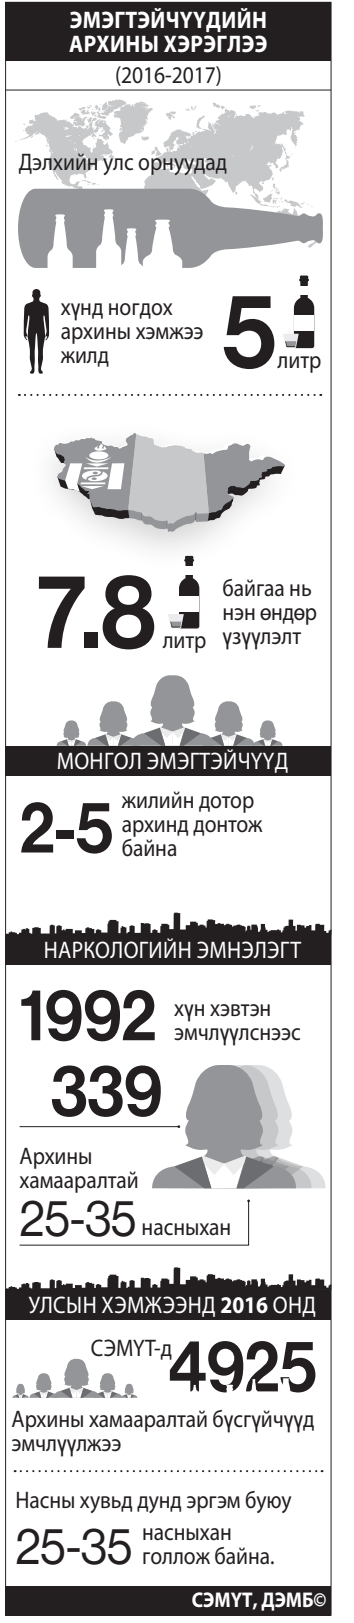 ЭМЭГТЭЙЧҮҮДИЙН
АРХИНЫ ХЭРЭГЛЭЭ
(2016-2017)
Дэлхийн улс орнуудад
хүнд ногдох
архины хэмжээ
жилд
5
литр
7.8
литр
байгаа нь
нэн өндөр
үзүүлэлт
МОНГОЛ ЭМЭГТЭЙЧҮҮД
2-5
жилийн дотор
архинд донтож
байна
НАРКОЛОГИЙН ЭМНЭЛЭГТ
1992
хүн хэвтэн
эмчлүүлснээс
339
Архины
хамааралтай
25-35 насныхан
УЛСЫН ХЭМЖЭЭНД 2016 ОНД
СЭМҮТ-д
4925
Архины хамааралтай бүсгүйчүүд
эмчлүүлжээ
Насны хувьд дунд эргэм буюу
25-35
насныхан
голлож байна.
СЭМҮТ, ДЭМБ©